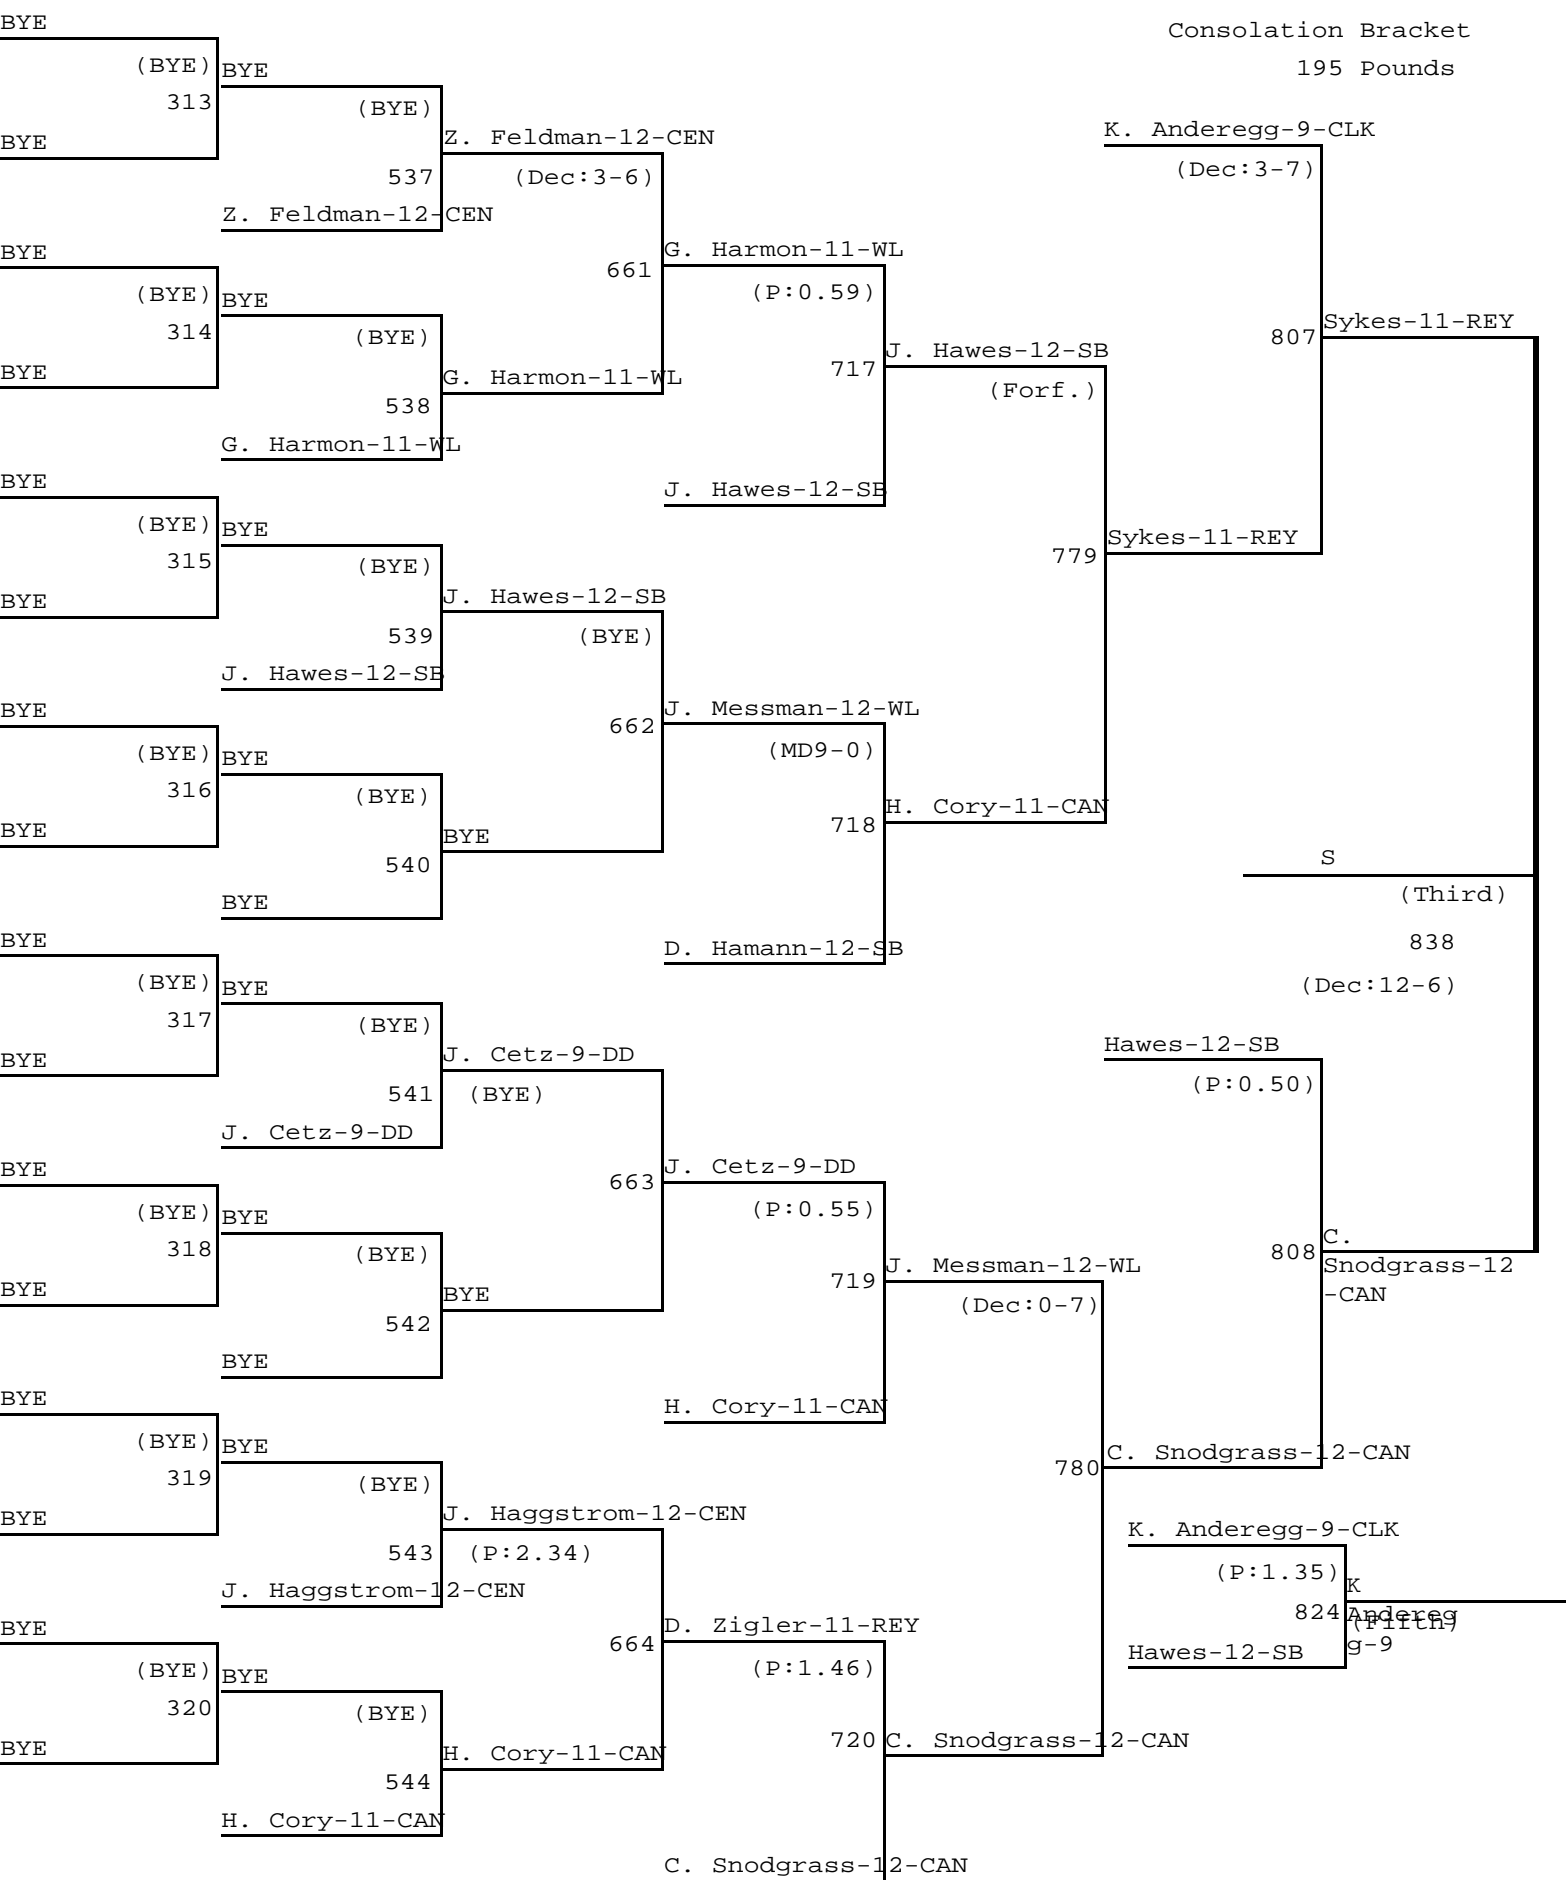 Consolation Bracket
195 Pounds
BYE
(BYE)
313
BYE
BYE
(BYE)
314
BYE
BYE
(BYE)
315
BYE
BYE
(BYE)
316
BYE
BYE
(BYE)
317
BYE
BYE
(BYE)
318
BYE
BYE
(BYE)
319
BYE
BYE
(BYE)
320
BYE
BYE
(BYE)
537
Z. Feldman-12-CEN
BYE
(BYE)
538
G. Harmon-11-WL
BYE
(BYE)
539
J. Hawes-12-SB
BYE
(BYE)
540
BYE
BYE
(BYE)
541
J. Cetz-9-DD
BYE
(BYE)
542
BYE
BYE
(BYE)
543
J. Haggstrom-12-CEN
BYE
(BYE)
544
H. Cory-11-CAN
Z. Feldman-12-CEN
(Dec:3-6)
661
G. Harmon-11-WL
J. Hawes-12-SB
(BYE)
662
BYE
J. Cetz-9-DD
(BYE)
663
BYE
J. Haggstrom-12-CEN
(P:2.34)
664
H. Cory-11-CAN
G. Harmon-11-WL
(P:0.59)
717
J. Hawes-12-SB
J. Messman-12-WL
(MD9-0)
718
D. Hamann-12-SB
J. Cetz-9-DD
(P:0.55)
719
H. Cory-11-CAN
D. Zigler-11-REY
(P:1.46)
720
C. Snodgrass-12-CAN
J. Hawes-12-SB
(Forf.)
779
H. Cory-11-CAN
J. Messman-12-WL
(Dec:0-7)
780
C. Snodgrass-12-CAN
K. Anderegg-9-CLK
(Dec:3-7)
807
Sykes-11-REY
Hawes-12-SB
(P:0.50)
808
C. Snodgrass-12-CAN
Sykes-11-REY
S
(Third)
838
(Dec:12-6)
C.
Snodgrass-12
-CAN
K. Anderegg-9-CLK
(P:1.35)
824
Hawes-12-SB
K
Andereg
g-9
(Fifth)